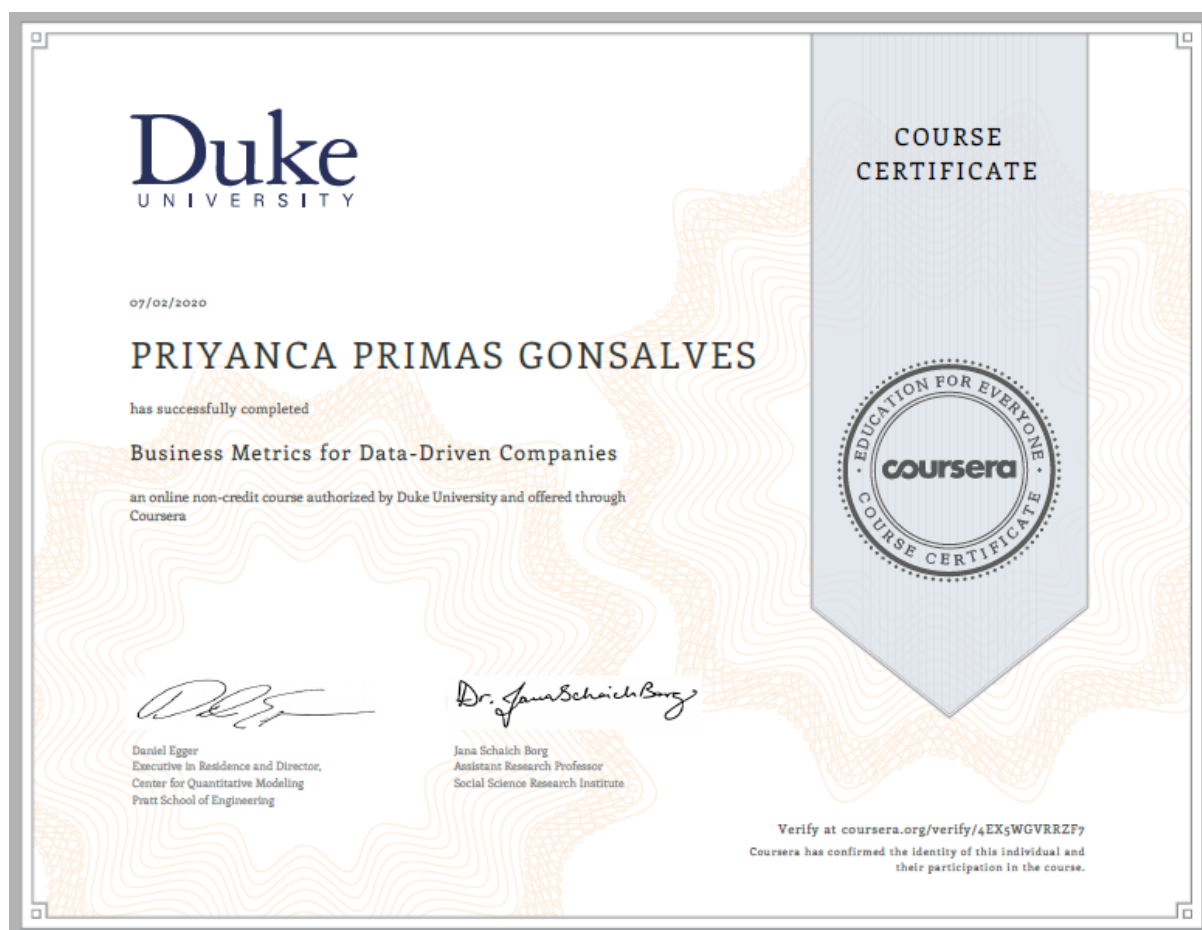 Duke
UNIVERSITY
COURSE
CERTIFICATE
07/02/2020
PRIYANCA PRIMAS GONSALVES
has successfully completed
Business Metrics for Data-Driven Companies
an online non-credit course authorized by Duke University and offered through
Coursera
EDUCATION FOR EVERYONE
coursera
COURSE CERTIFICATE
Dr. Jana Schaich Borg
Daniel Egger
Executive in Residence and Director,
Center for Quantitative Modeling
Pratt School of Engineering
Jana Schaich Borg
Assistant Research Professor
Social Science Research Institute
Verify at coursera.org/verify/4EX5WGVRRZF7
Coursera has confirmed the identity of this individual and
their participation in the course.